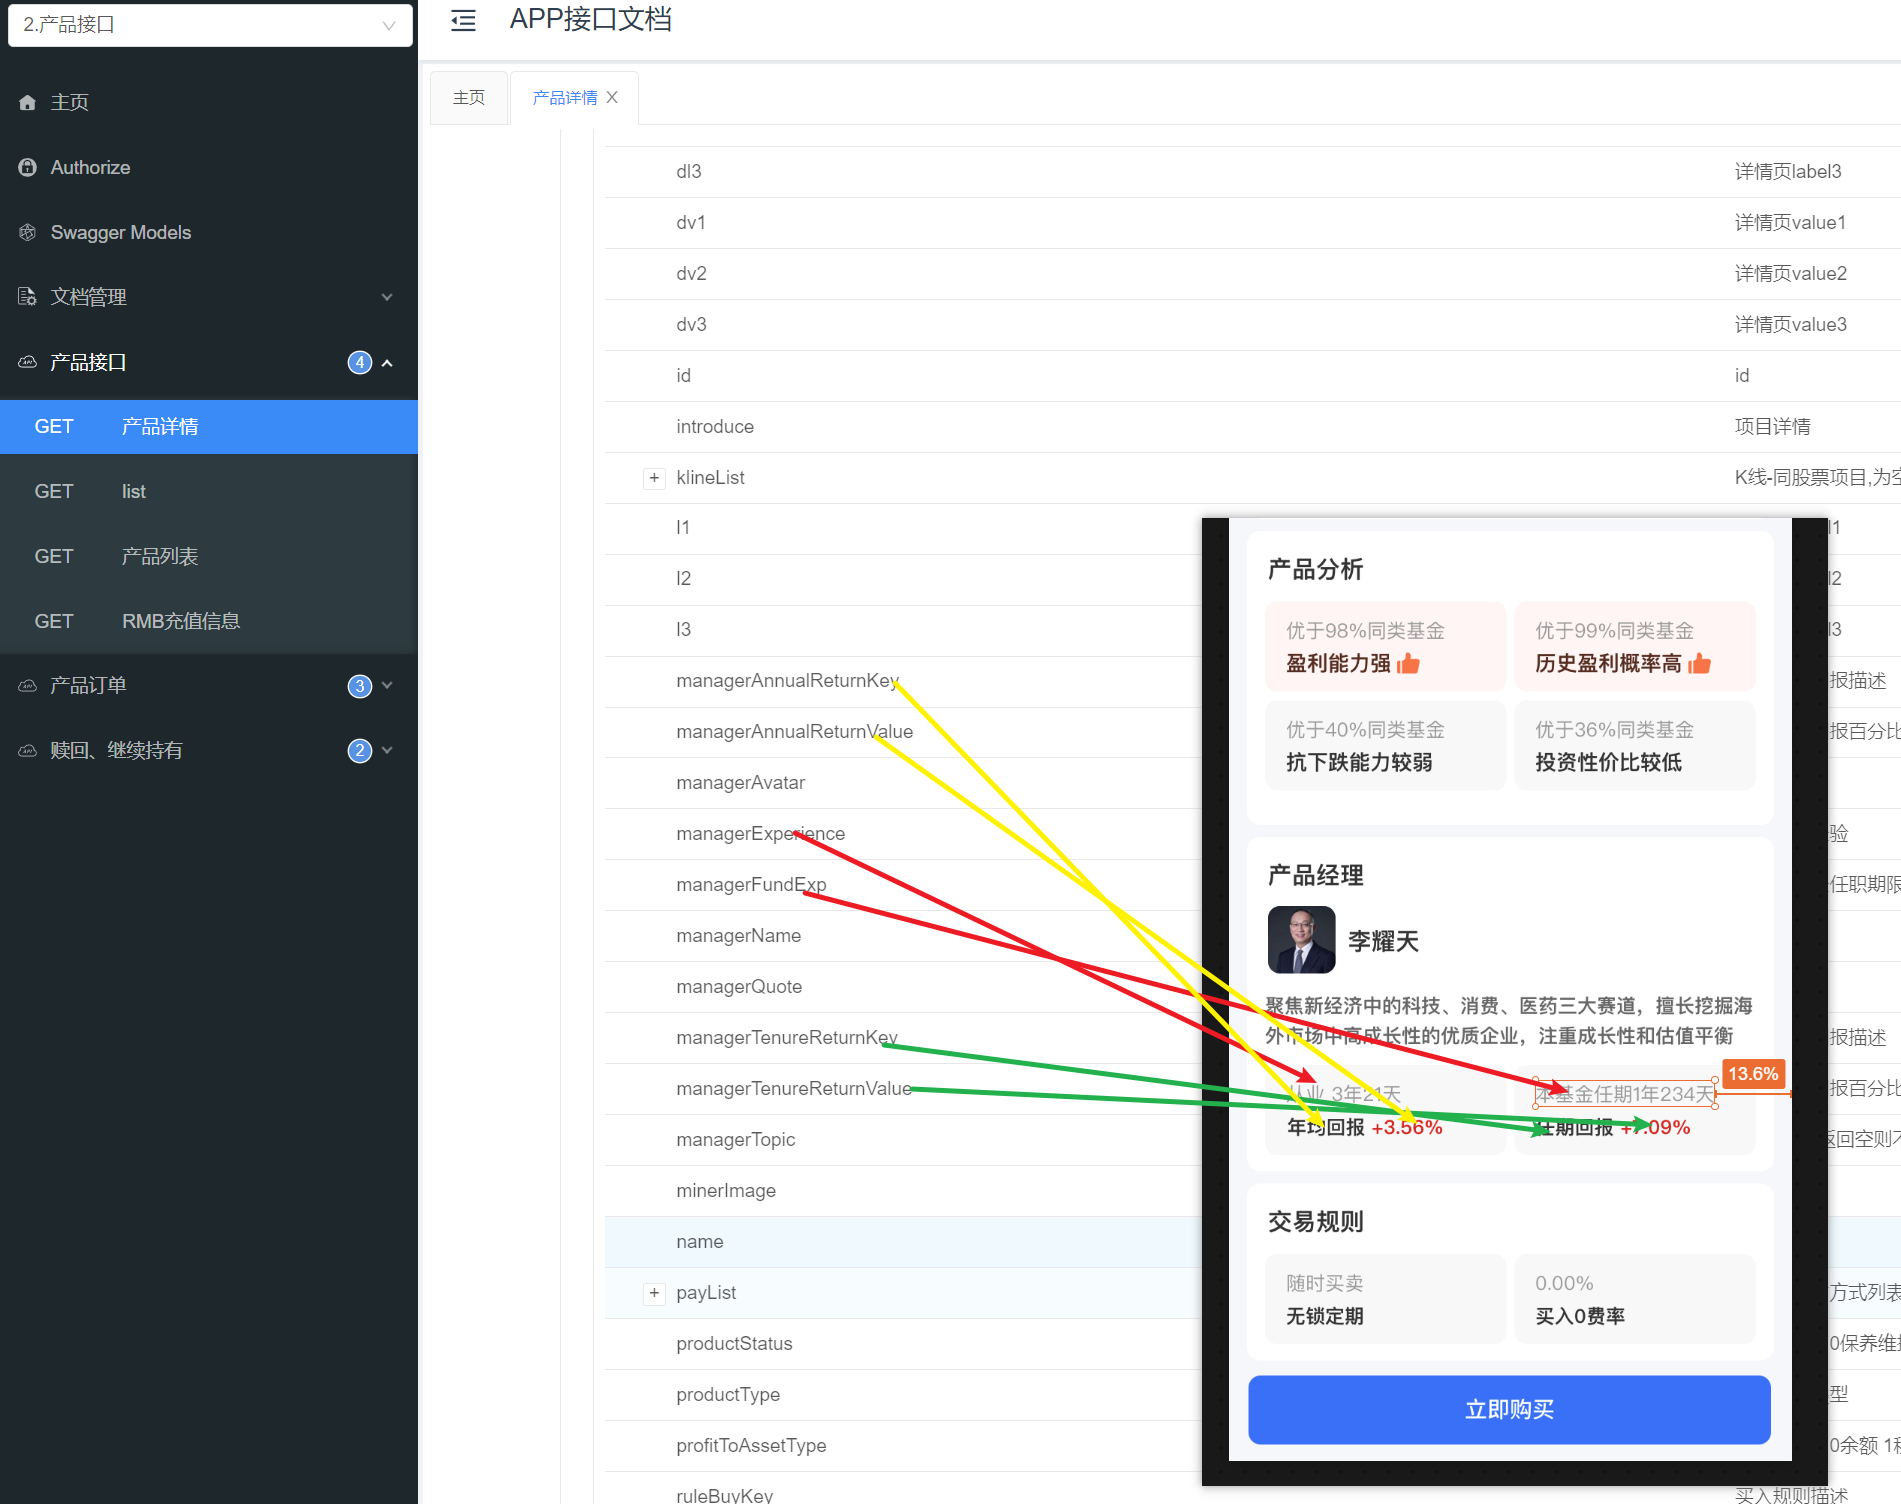 2.产品接口
APP接口文档
主页
产品详情
主页
Authorize
Swagger Models
文档管理
产品接口
4
GET 产品详情
GET list
GET 产品列表
GET RMB充值信息
产品订单
3
赎回、继续持有
2
dl3 详情页label3
dv1 详情页value1
dv2 详情页value2
dv3 详情页value3
id id
introduce 项目详情
klineList K线-同股票项目,为空
l1 l1
l2 l2
l3 l3
managerAnnualReturnKey 报描述
managerAnnualReturnValue 报百分比
managerAvatar
managerExperience 验
managerFundExp 任职期限
managerName
managerQuote
managerTenureReturnKey 报描述
managerTenureReturnValue 报百分比
managerTopic 返回空则不
minerImage
name
payList 方式列表
productStatus 0保养维
productType 型
profitToAssetType 0余额 1
ruleBuyKey 买入规则描述
产品分析
优于98%同类基金
盈利能力强
优于99%同类基金
历史盈利概率高
优于40%同类基金
抗下跌能力较弱
优于36%同类基金
投资性价比较低
产品经理
李耀天
聚焦新经济中的科技、消费、医药三大赛道，擅长挖掘海
外市场中高成长性的优质企业，注重成长性和估值平衡
13.6%
从业 3年21天
年均回报 +3.56%
本基金任期1年234天
任期回报 +7.09%
交易规则
随时买卖
无锁定期
0.00%
买入0费率
立即购买